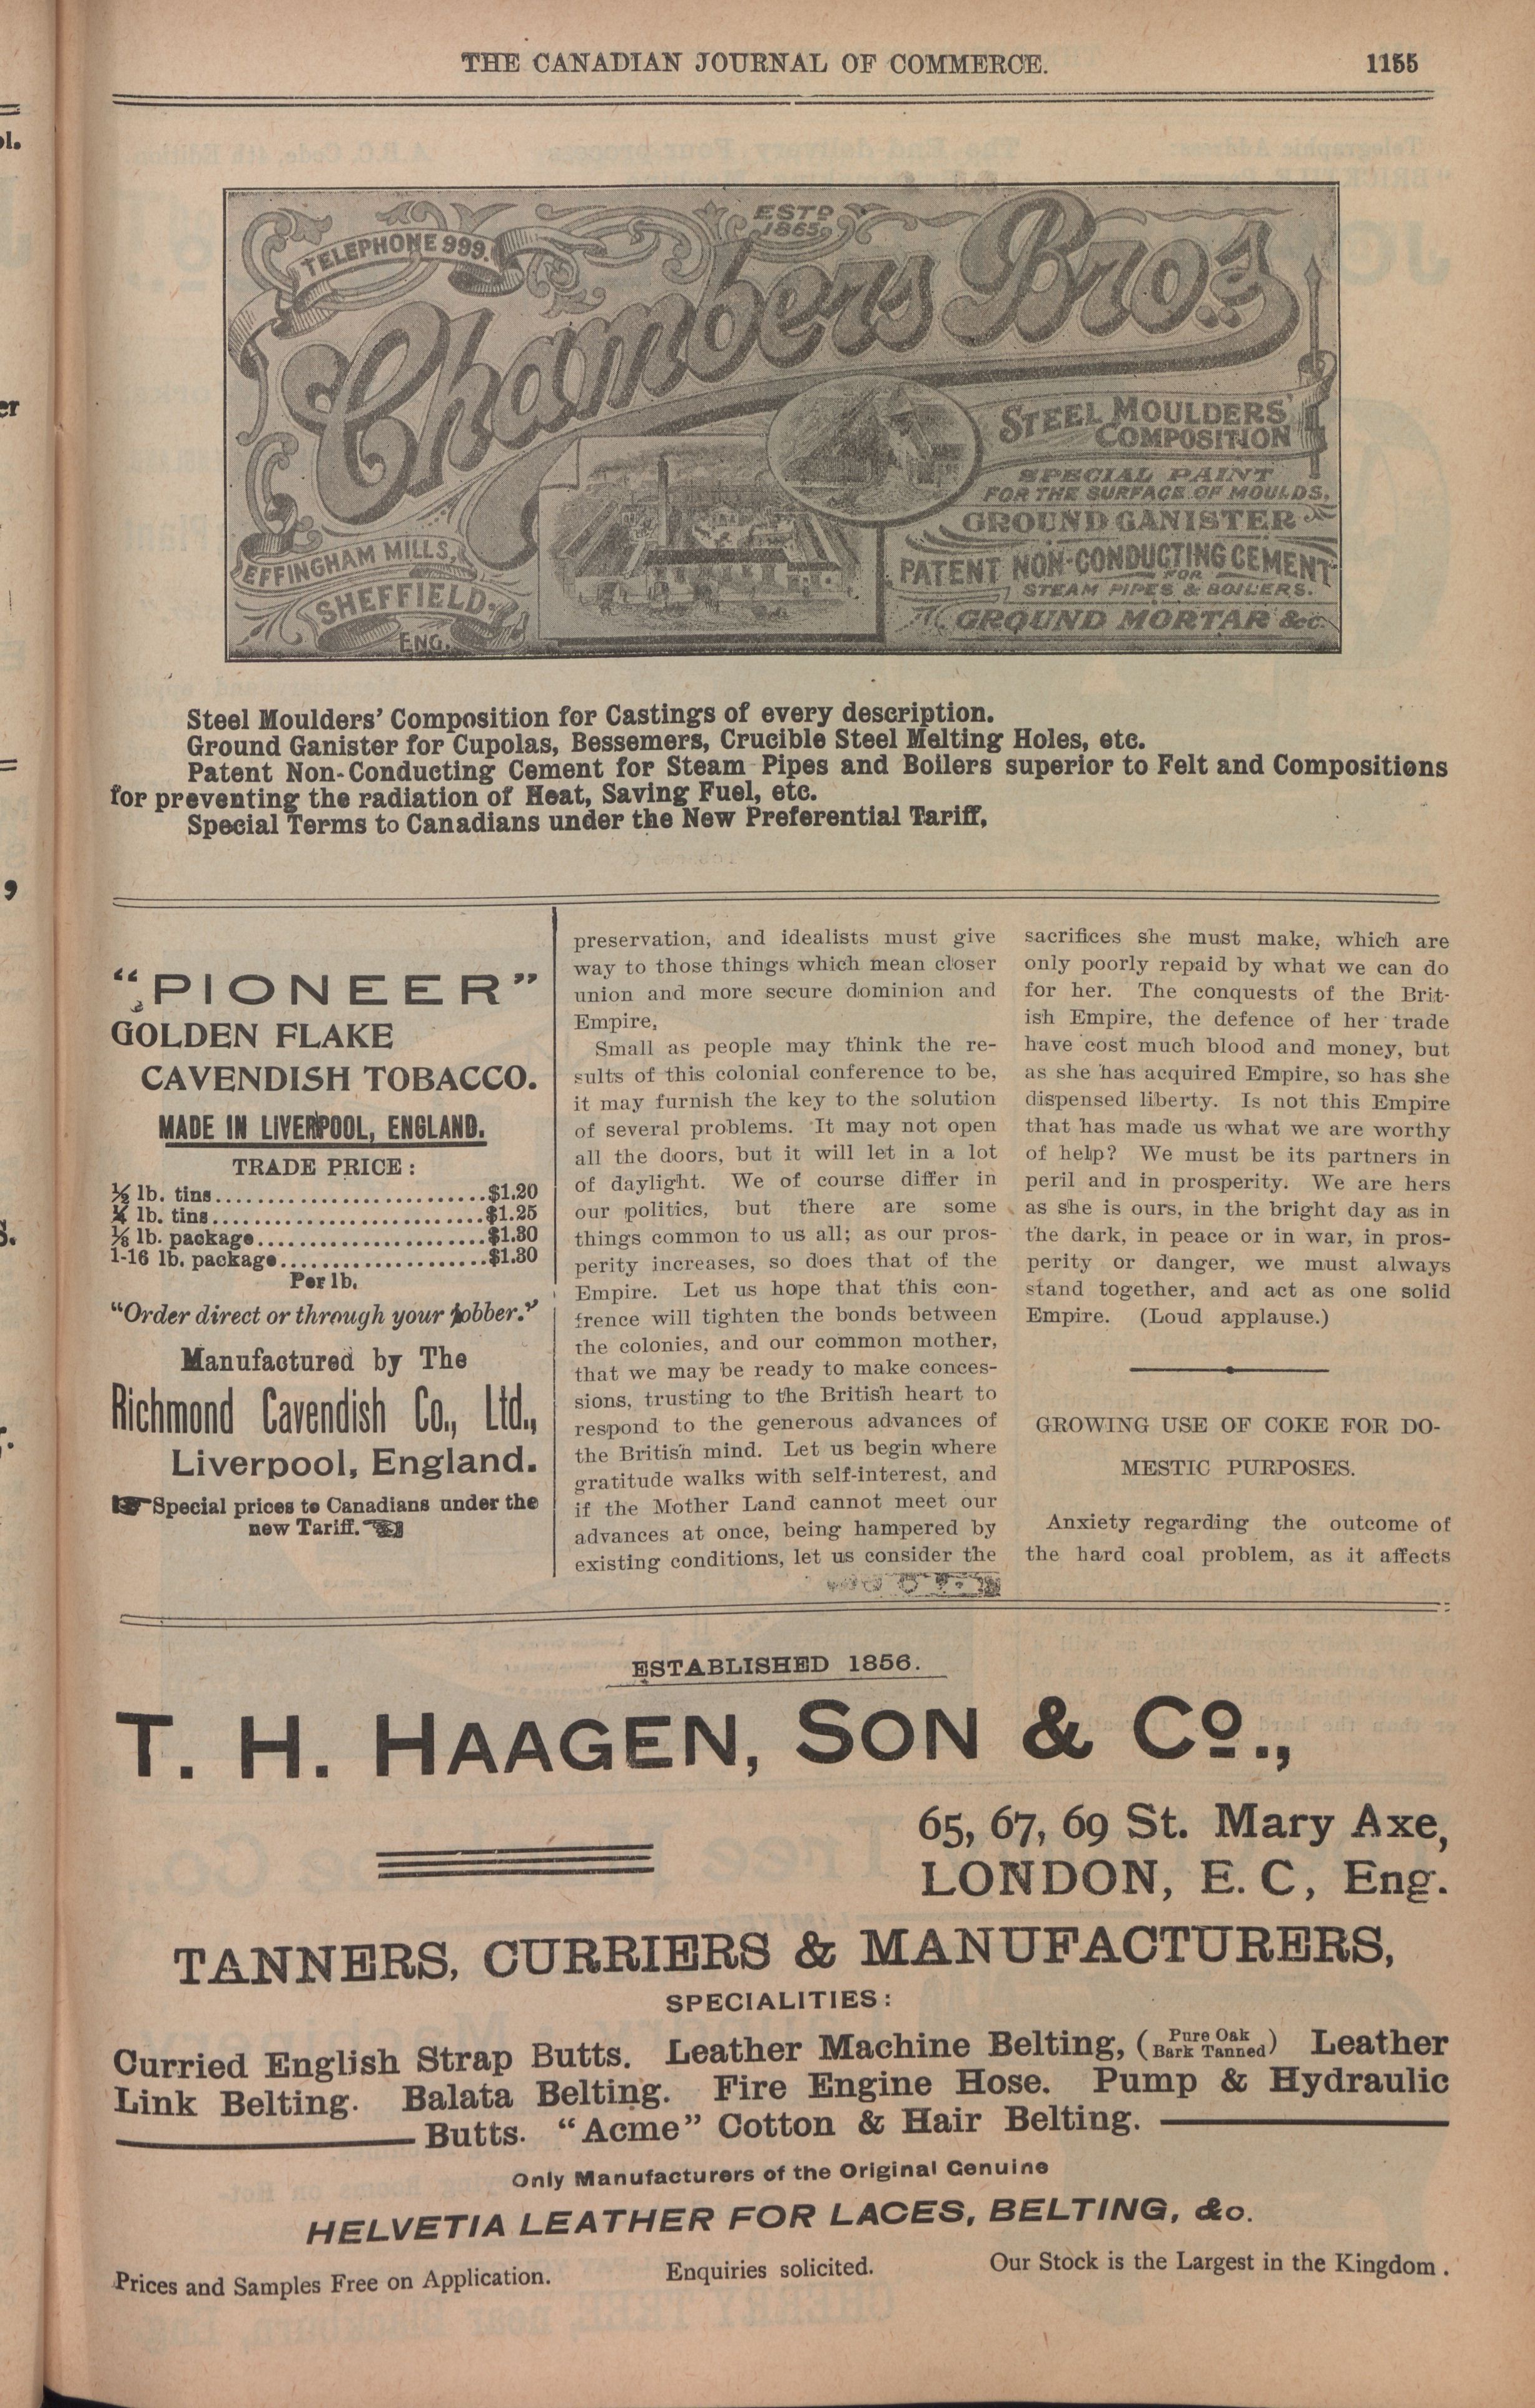 THE CANADIAN JOURNAL OF COMMERCE.
1155
TELEPHONE 999.
ESTD
1865
Chambers Bros
STEEL MOULDERS'
COMPOSITION
SPECIAL PAINT
FOR THE SURFACE OF MOULDS,
GROUND GANISTER
PATENT NON-CONDUCTING CEMENT
FOR
STEAM PIPES & BOILERS.
GROUND MORTAR &c.
EFFINGHAM MILLS,
SHEFFIELD.
ENG.
Steel Moulders' Composition for Castings of every description.
Ground Ganister for Cupolas, Bessemers, Crucible Steel Melting Holes, etc.
Patent Non-Conducting Cement for Steam Pipes and Boilers superior to Felt and Compositions
for preventing the radiation of Heat, Saving Fuel, etc.
Special Terms to Canadians under the New Preferential Tariff,
"PIONEER"
GOLDEN FLAKE
CAVENDISH TOBACCO.
MADE IN LIVERPOOL, ENGLAND.
TRADE PRICE:
½ lb. tins..........................$1.20
¼ lb. tins..........................$1.25
⅛ lb. package......................$1.30
1-16 lb. package....................$1.30
Per lb.
"Order direct or through your jobber."
Manufactured by The
Richmond Cavendish Co., Ltd.,
Liverpool, England.
☛Special prices to Canadians under the
new Tariff.☚
preservation, and idealists must give
way to those things which mean closer
union and more secure dominion and
Empire,
Small as people may think the re-
sults of this colonial conference to be,
it may furnish the key to the solution
of several problems. It may not open
all the doors, but it will let in a lot
of daylight. We of course differ in
our politics, but there are some
things common to us all; as our pros-
perity increases, so does that of the
Empire. Let us hope that this con-
frence will tighten the bonds between
the colonies, and our common mother,
that we may be ready to make conces-
sions, trusting to the British heart to
respond to the generous advances of
the British mind. Let us begin where
gratitude walks with self-interest, and
if the Mother Land cannot meet our
advances at once, being hampered by
existing conditions, let us consider the
sacrifices she must make, which are
only poorly repaid by what we can do
for her. The conquests of the Brit-
ish Empire, the defence of her trade
have cost much blood and money, but
as she has acquired Empire, so has she
dispensed liberty. Is not this Empire
that has made us what we are worthy
of help? We must be its partners in
peril and in prosperity. We are hers
as she is ours, in the bright day as in
the dark, in peace or in war, in pros-
perity or danger, we must always
stand together, and act as one solid
Empire. (Loud applause.)
GROWING USE OF COKE FOR DO-
MESTIC PURPOSES.
Anxiety regarding the outcome of
the hard coal problem, as it affects
ESTABLISHED 1856.
T. H. HAAGEN, SON & Co.,
65, 67, 69 St. Mary Axe,
LONDON, E. C, Eng.
TANNERS, CURRIERS & MANUFACTURERS,
SPECIALITIES:
Curried English Strap Butts. Leather Machine Belting, (Pure Oak Bark Tanned) Leather
Link Belting. Balata Belting. Fire Engine Hose. Pump & Hydraulic
Butts. "Acme" Cotton & Hair Belting.
Only Manufacturers of the Original Genuine
HELVETIA LEATHER FOR LACES, BELTING, &c.
Prices and Samples Free on Application. Enquiries solicited. Our Stock is the Largest in the Kingdom.